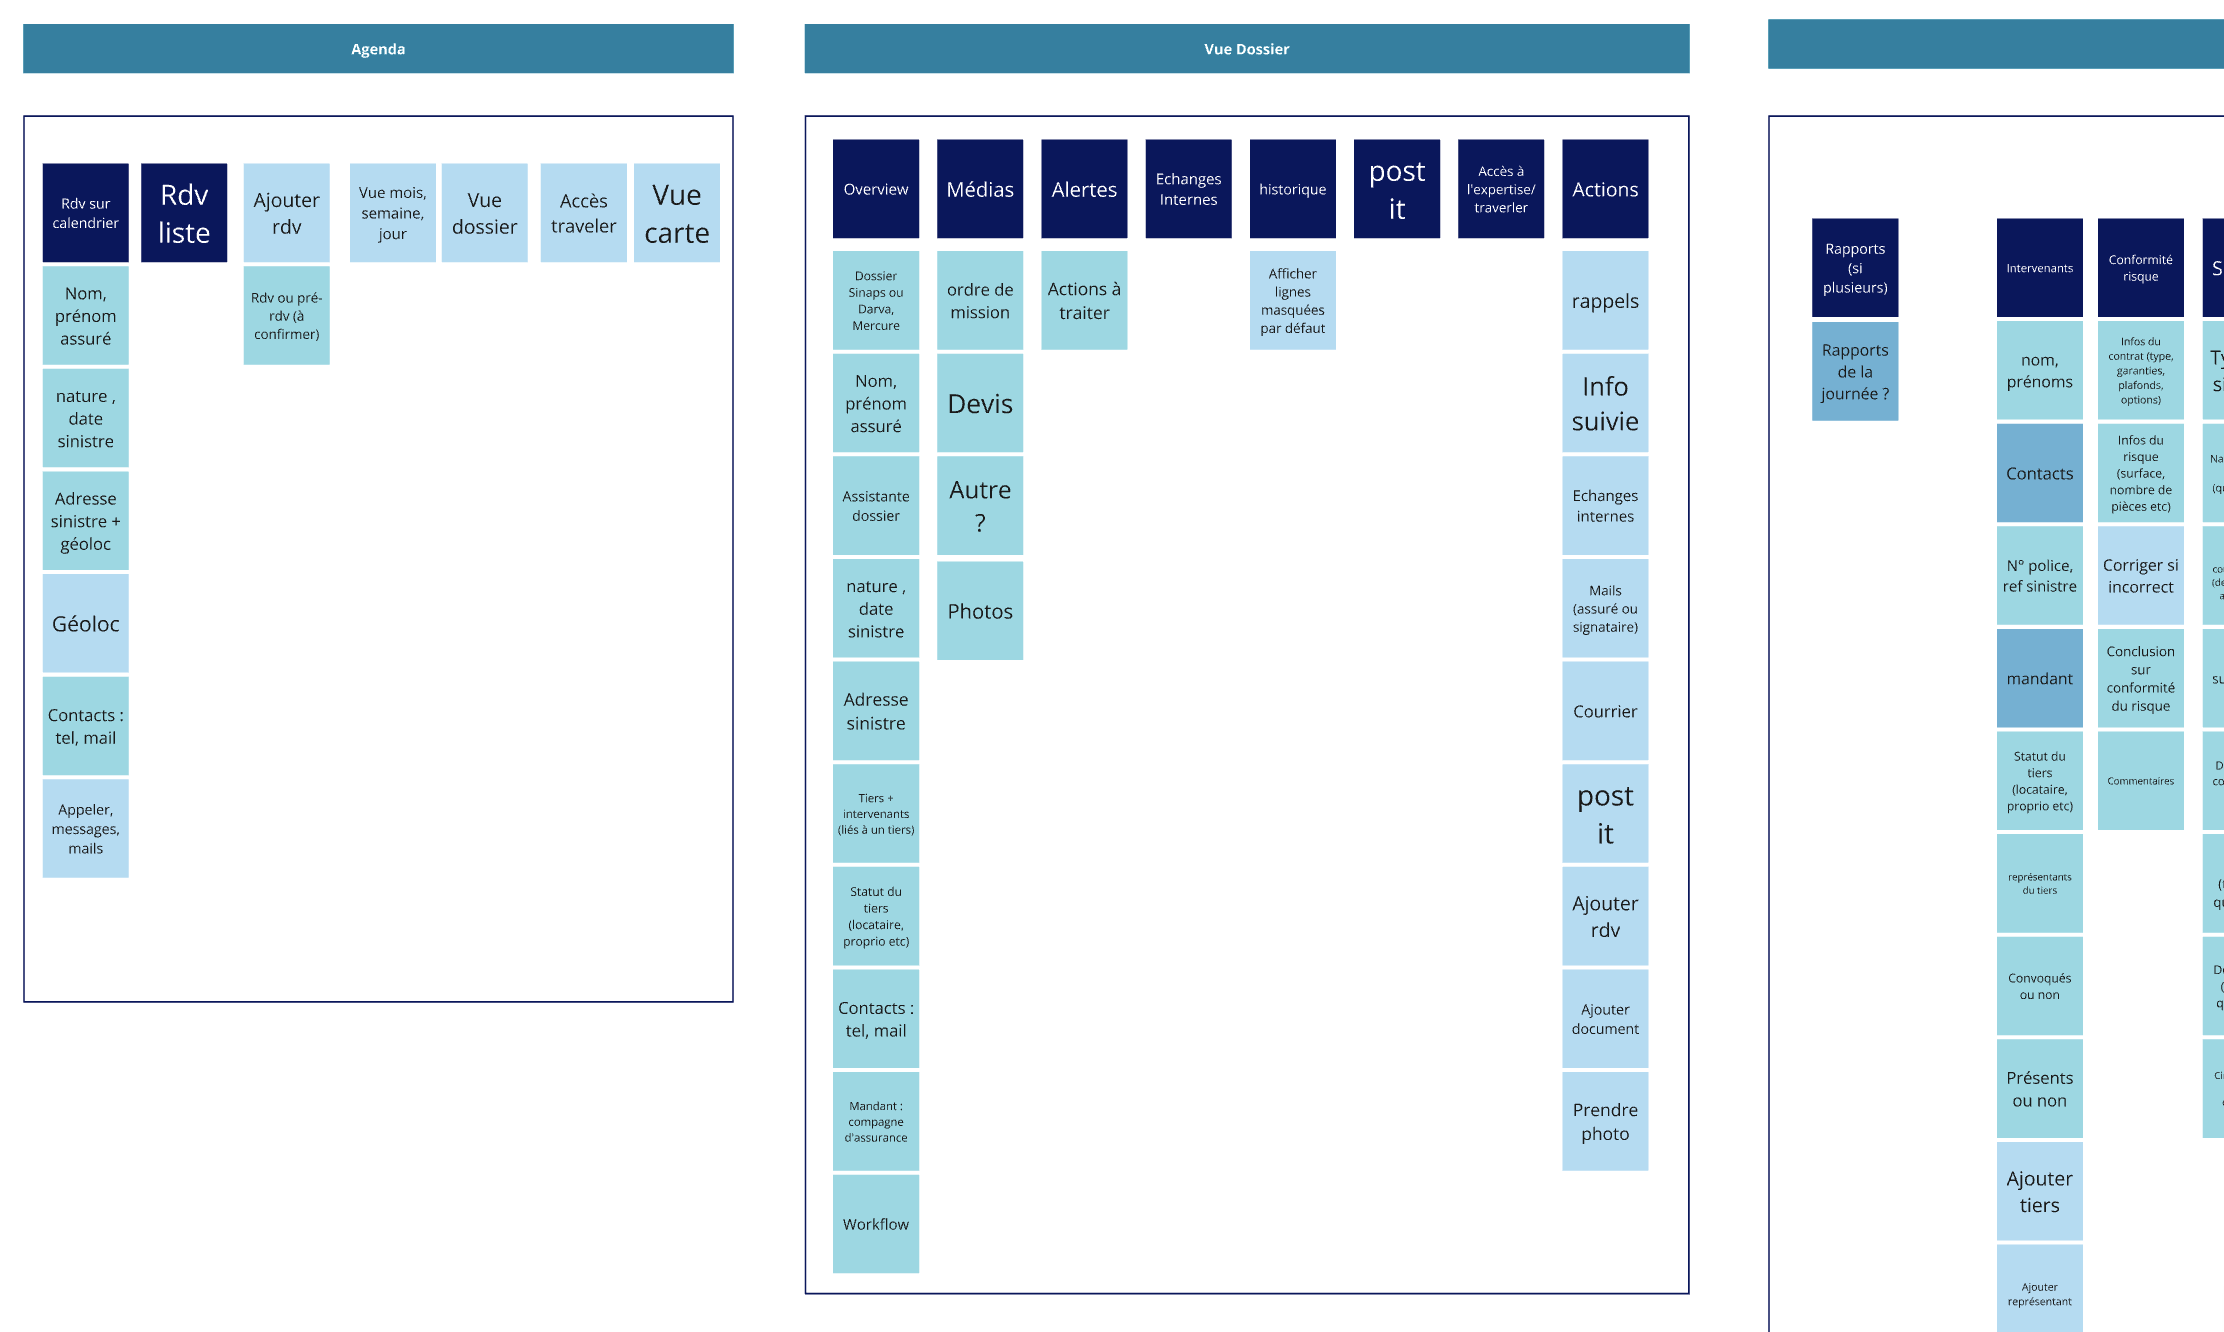 Agenda
Rdv sur
calendrier
Rdv
liste
Ajouter
rdv
Vue mois,
semaine,
jour
Vue
dossier
Accès
traveler
Vue
carte
Nom,
prénom
assuré
Rdv ou pré-
rdv (à
confirmer)
nature ,
date
sinistre
Adresse
sinistre +
géoloc
Géoloc
Contacts :
tel, mail
Appeler,
messages,
mails
Vue Dossier
Overview
Médias
Alertes
Echanges
Internes
historique
post
it
Accès à
l'expertise/
traverler
Actions
Dossier
Sinaps ou
Darva,
Mercure
Nom,
prénom
assuré
Assistante
dossier
nature ,
date
sinistre
Adresse
sinistre
Tiers +
intervenants
(liés à un tiers)
Statut du
tiers
(locataire,
proprio etc)
Contacts :
tel, mail
Mandant :
compagne
d'assurance
Workflow
ordre de
mission
Devis
Autre
?
Photos
Actions à
traiter
Afficher
lignes
masquées
par défaut
rappels
Info
suivie
Echanges
internes
Mails
(assuré ou
signataire)
Courrier
post
it
Ajouter
rdv
Ajouter
document
Prendre
photo
Rapports
(si
plusieurs)
Rapports
de la
journée ?
Intervenants
nom,
prénoms
Contacts
N° police,
ref sinistre
mandant
Statut du
tiers
(locataire,
proprio etc)
représentants
du tiers
Convoqués
ou non
Présents
ou non
Ajouter
tiers
Ajouter
représentant
Conformité
risque
Infos du
contrat (type,
garanties,
plafonds,
options)
Infos du
risque
(surface,
nombre de
pièces etc)
Corriger si
incorrect
Conclusion
sur
conformité
du risque
Commentaires